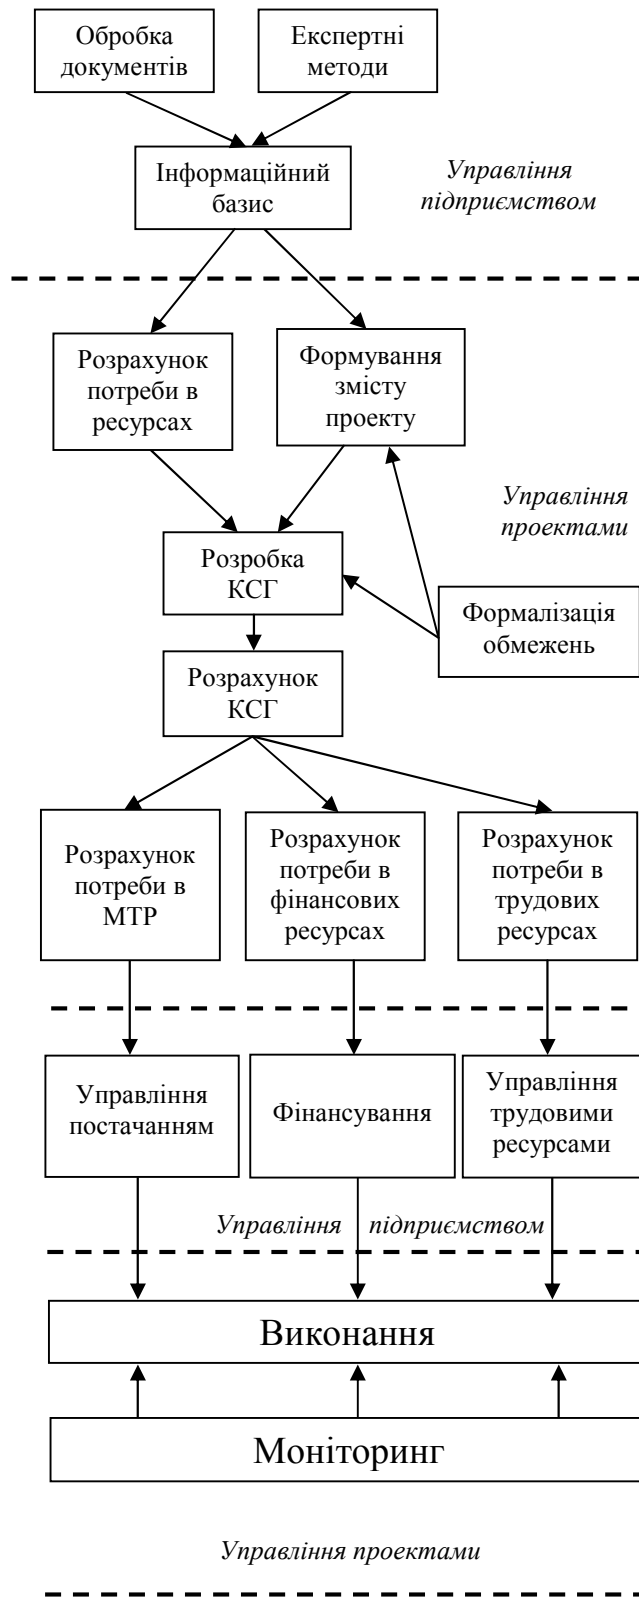 Обробка
документів
Експертні
методи
Інформаційний
базис
Управління
підприємством
Розрахунок
потреби в
ресурсах
Формування
змісту
проекту
Управління
проектами
Розробка
КСГ
Формалізація
обмежень
Розрахунок
КСГ
Розрахунок
потреби в
МТР
Розрахунок
потреби в
фінансових
ресурсах
Розрахунок
потреби в
трудових
ресурсах
Управління
постачанням
Фінансування
Управління
трудовими
ресурсами
Управління підприємством
Виконання
Моніторинг
Управління проектами